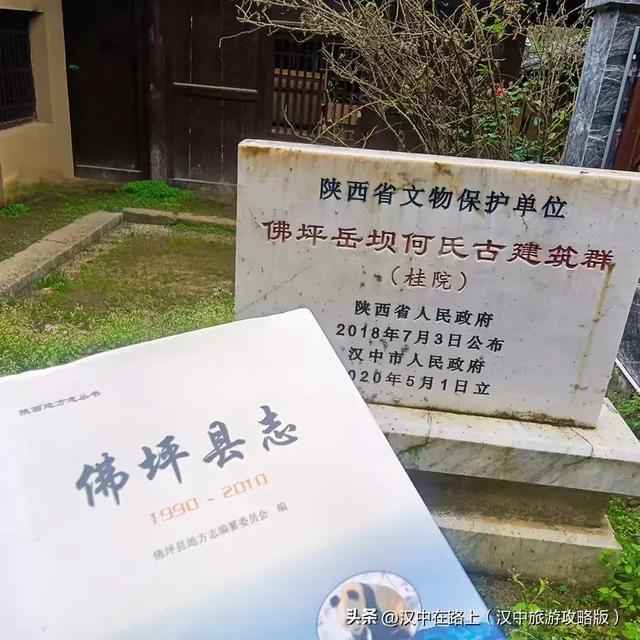 陕西省文物保护单位
佛坪岳坝何氏古建筑群
（桂院）
陕西省人民政府
2018年7月3日公布
汉中市人民政府
2020年5月1日立
陕西地方志丛书
佛坪县志
1990～2010
佛坪县地方志编纂委员会 编
头条 @汉中在路上（汉中旅游攻略版）